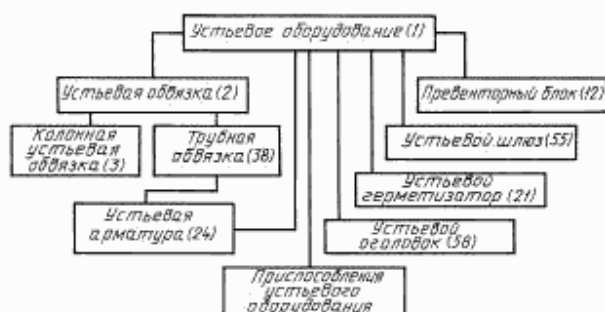 Устьевое оборудование(1)
Устьевая обвязка(2)
Превенторный блок(12)
Колонная
устьевая
обвязка(3)
Трубная
обвязка(38)
Устьевой шлюз(55)
Устьевой
герметизатор(21)
Устьевая
арматура(24)
Устьевой
оголовок(58)
Приспособления
устьевого
оборудования